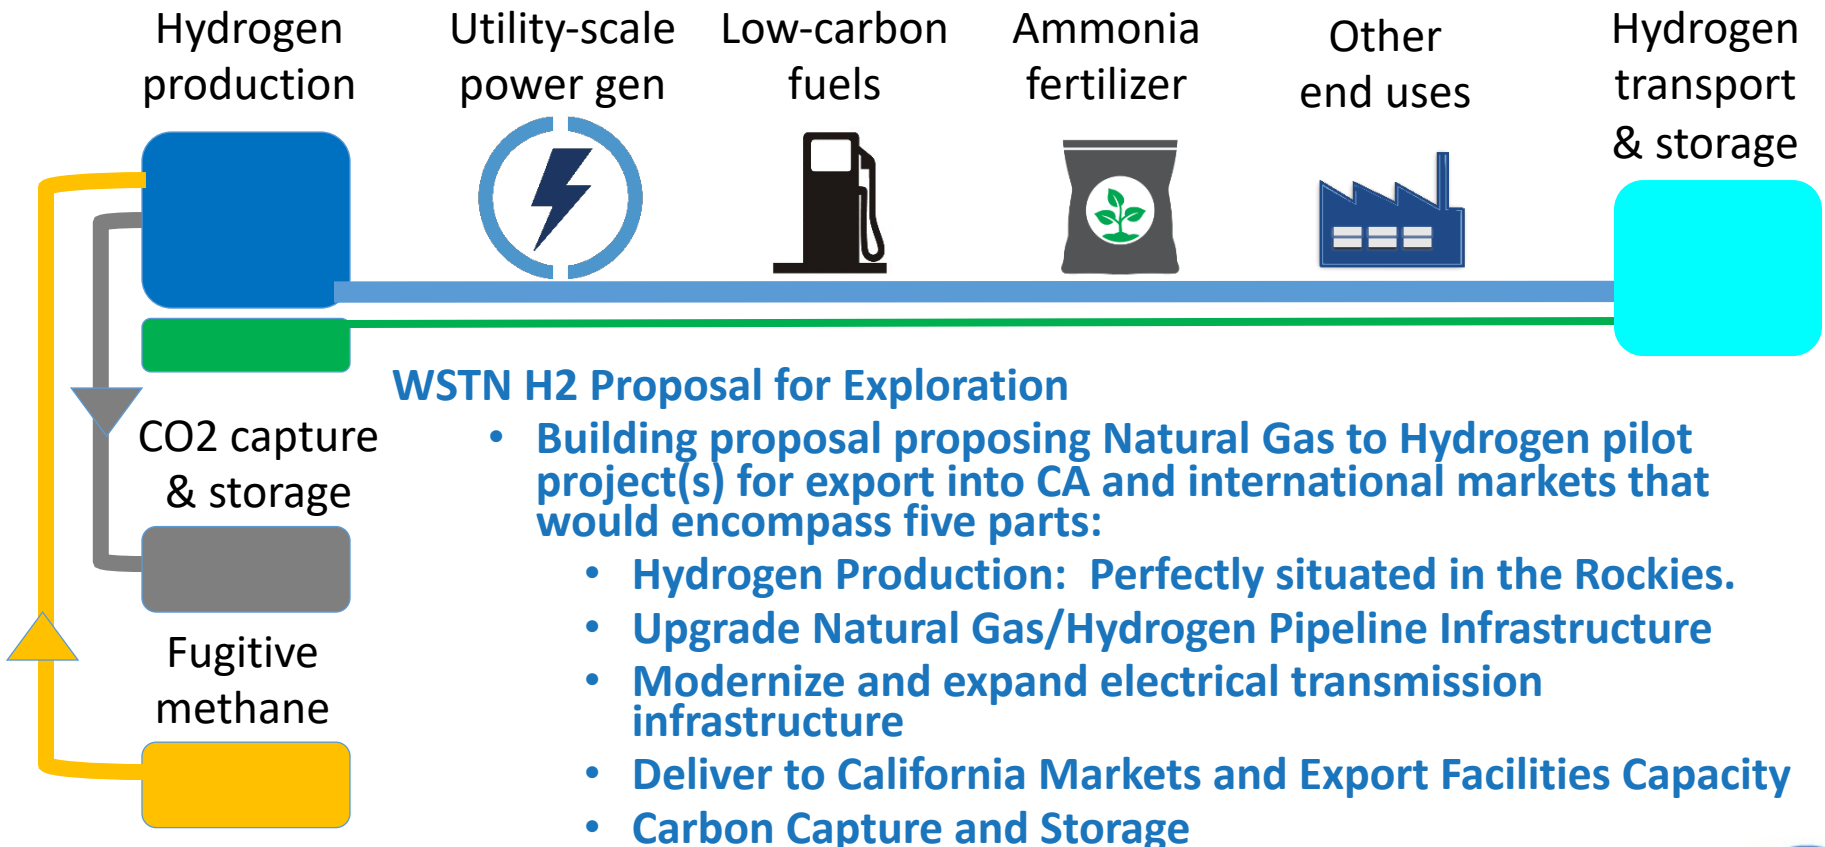 Hydrogen
production
Utility-scale
power gen
Low-carbon
fuels
Ammonia
fertilizer
Other
end uses
Hydrogen
transport
& storage
CO2 capture
& storage
Fugitive
methane
WSTN H2 Proposal for Exploration
• Building proposal proposing Natural Gas to Hydrogen pilot
project(s) for export into CA and international markets that
would encompass five parts:
• Hydrogen Production:  Perfectly situated in the Rockies.
• Upgrade Natural Gas/Hydrogen Pipeline Infrastructure
• Modernize and expand electrical transmission
infrastructure
• Deliver to California Markets and Export Facilities Capacity
• Carbon Capture and Storage